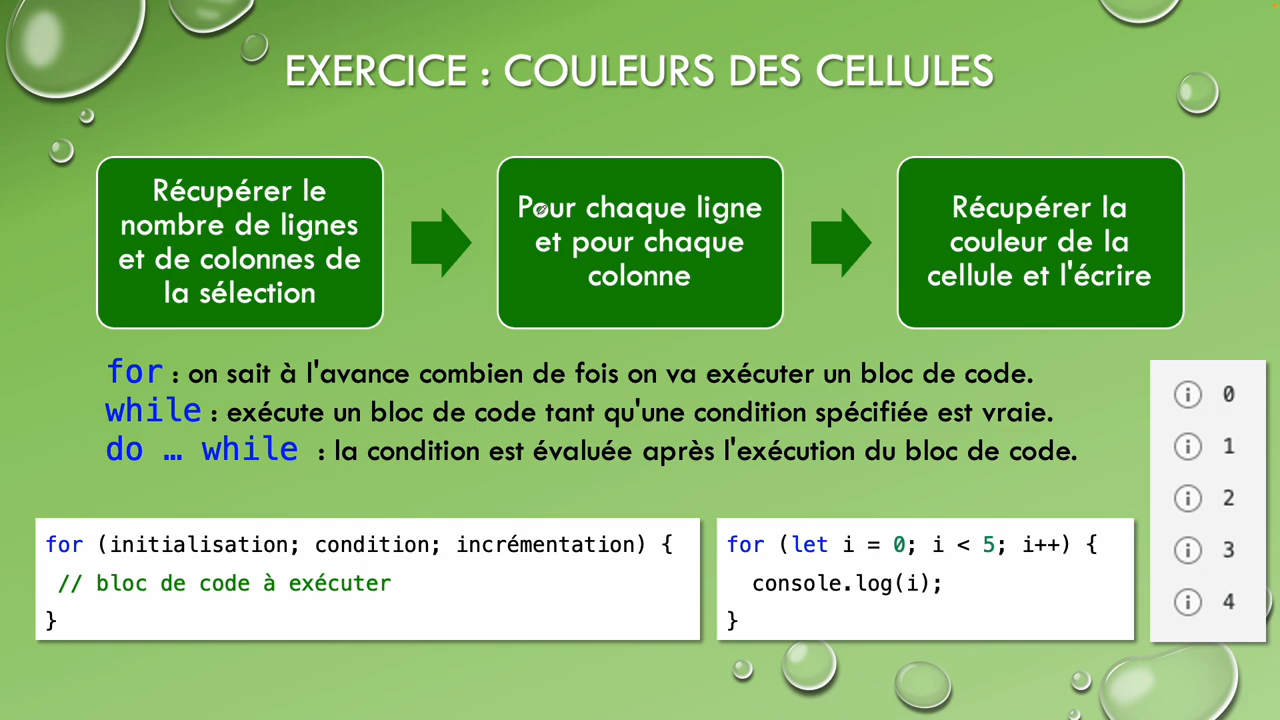 EXERCICE : COULEURS DES CELLULES
Récupérer le
nombre de lignes
et de colonnes de
la sélection
Pour chaque ligne
et pour chaque
colonne
Récupérer la
couleur de la
cellule et l'écrire
for : on sait à l'avance combien de fois on va exécuter un bloc de code.
while : exécute un bloc de code tant qu'une condition spécifiée est vraie.
do … while : la condition est évaluée après l'exécution du bloc de code.
for (initialisation; condition; incrémentation) {
// bloc de code à exécuter
}
for (let i = 0; i < 5; i++) {
console.log(i);
}
0
1
2
3
4